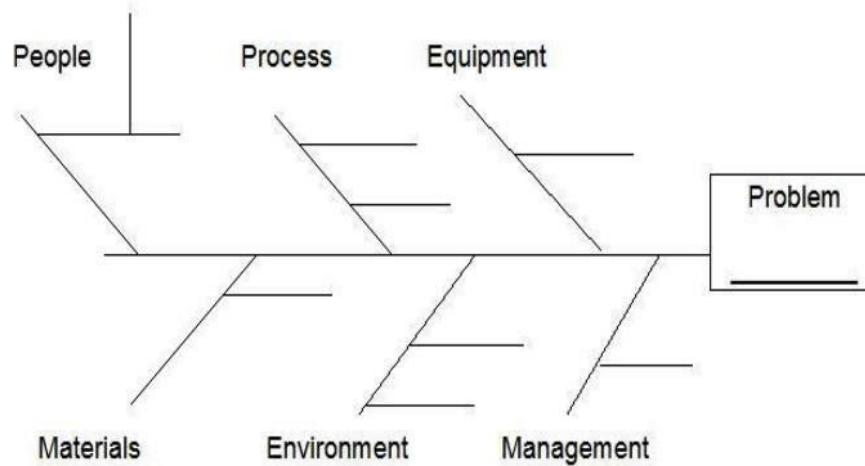 People
Process
Equipment
Problem
Materials
Environment
Management